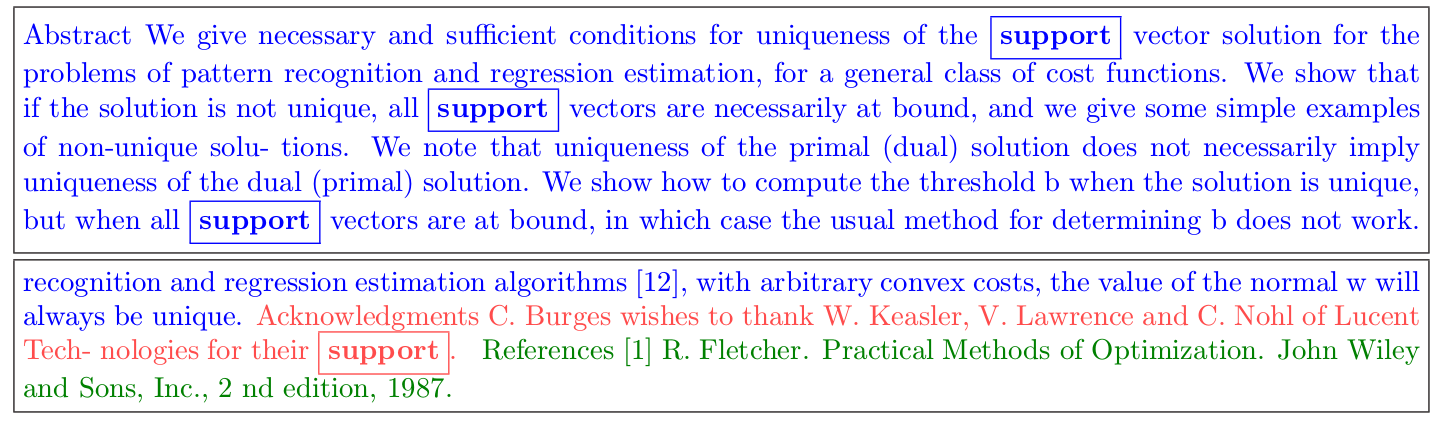 Abstract We give necessary and sufficient conditions for uniqueness of the support vector solution for the
problems of pattern recognition and regression estimation, for a general class of cost functions. We show that
if the solution is not unique, all support vectors are necessarily at bound, and we give some simple examples
of non-unique solu- tions. We note that uniqueness of the primal (dual) solution does not necessarily imply
uniqueness of the dual (primal) solution. We show how to compute the threshold b when the solution is unique,
but when all support vectors are at bound, in which case the usual method for determining b does not work.
recognition and regression estimation algorithms [12], with arbitrary convex costs, the value of the normal w will
always be unique. Acknowledgments C. Burges wishes to thank W. Keasler, V. Lawrence and C. Nohl of Lucent
Tech- nologies for their support. References [1] R. Fletcher. Practical Methods of Optimization. John Wiley
and Sons, Inc., 2 nd edition, 1987.